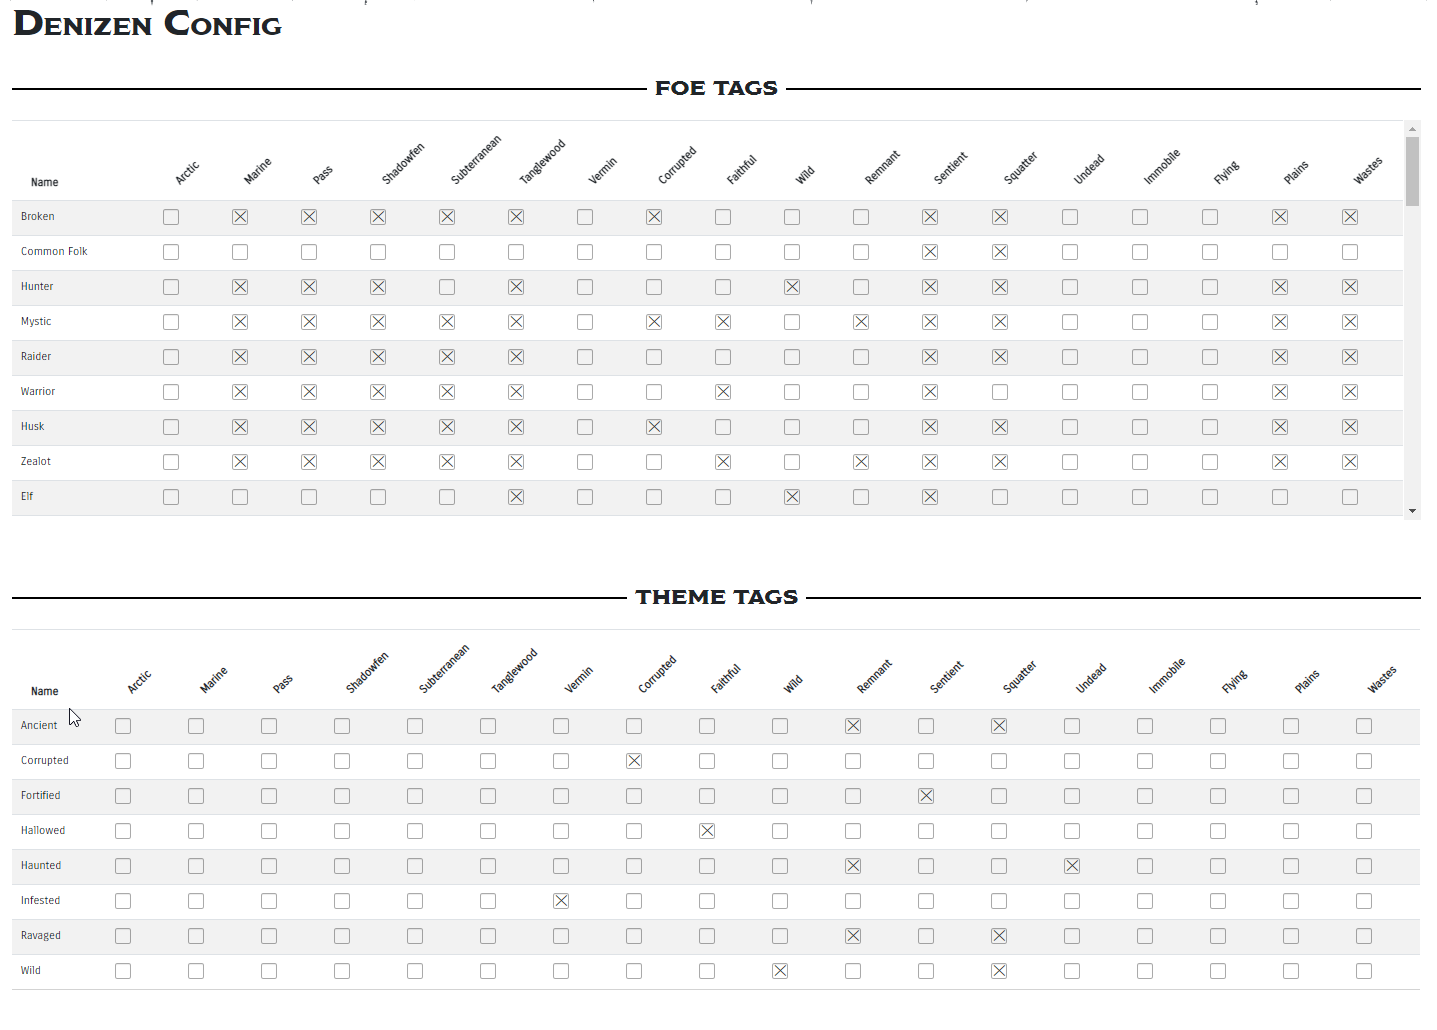 Denizen Config
FOE TAGS
Name Arctic Marine Pass Shadowfen Subterranean Tanglewood Vermin Corrupted Faithful Wild Remnant Sentient Squatter Undead Immobile Flying Plains Wastes
Broken
Common Folk
Hunter
Mystic
Raider
Warrior
Husk
Zealot
Elf
THEME TAGS
Name Arctic Marine Pass Shadowfen Subterranean Tanglewood Vermin Corrupted Faithful Wild Remnant Sentient Squatter Undead Immobile Flying Plains Wastes
Ancient
Corrupted
Fortified
Hallowed
Haunted
Infested
Ravaged
Wild